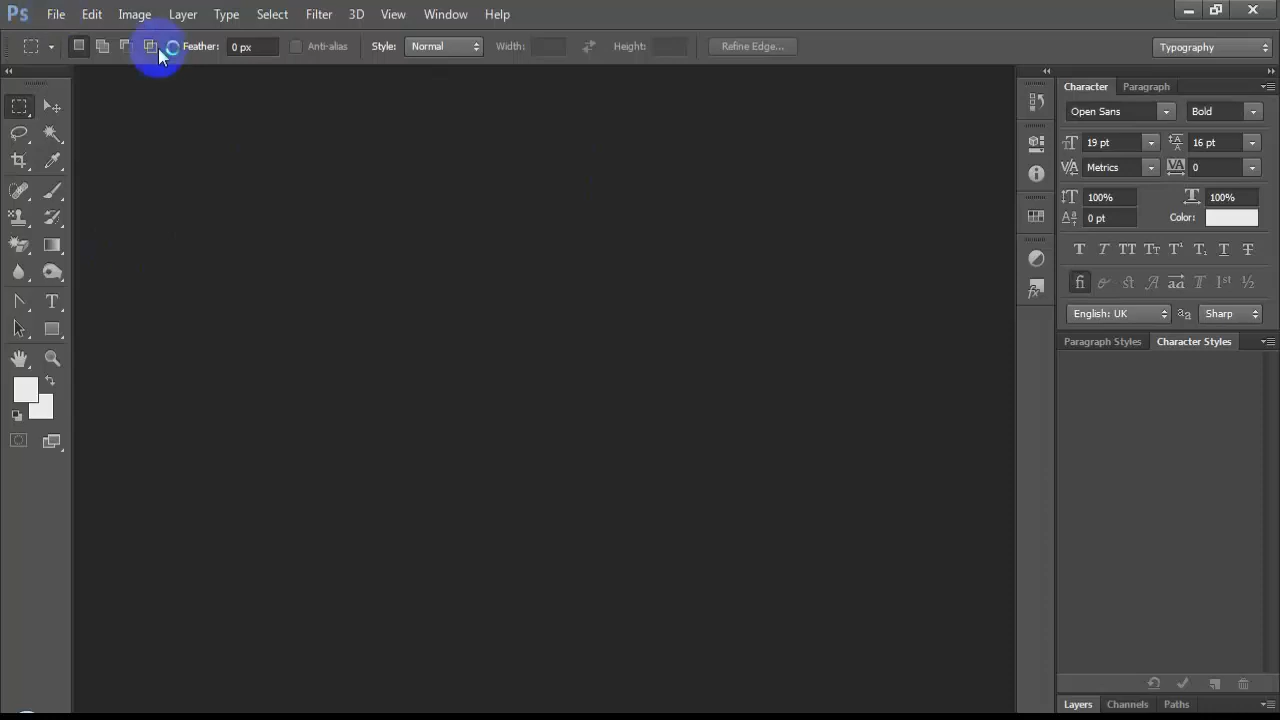 Ps File Edit Image Layer Type Select Filter 3D View Window Help
Feather: 0 px Anti-alias Style: Normal Width: Height: Refine Edge... Typography
Character Paragraph
Open Sans Bold
19 pt 16 pt
Metrics 0
100% 100%
0 pt Color:
English: UK aa Sharp
Paragraph Styles Character Styles
Layers Channels Paths